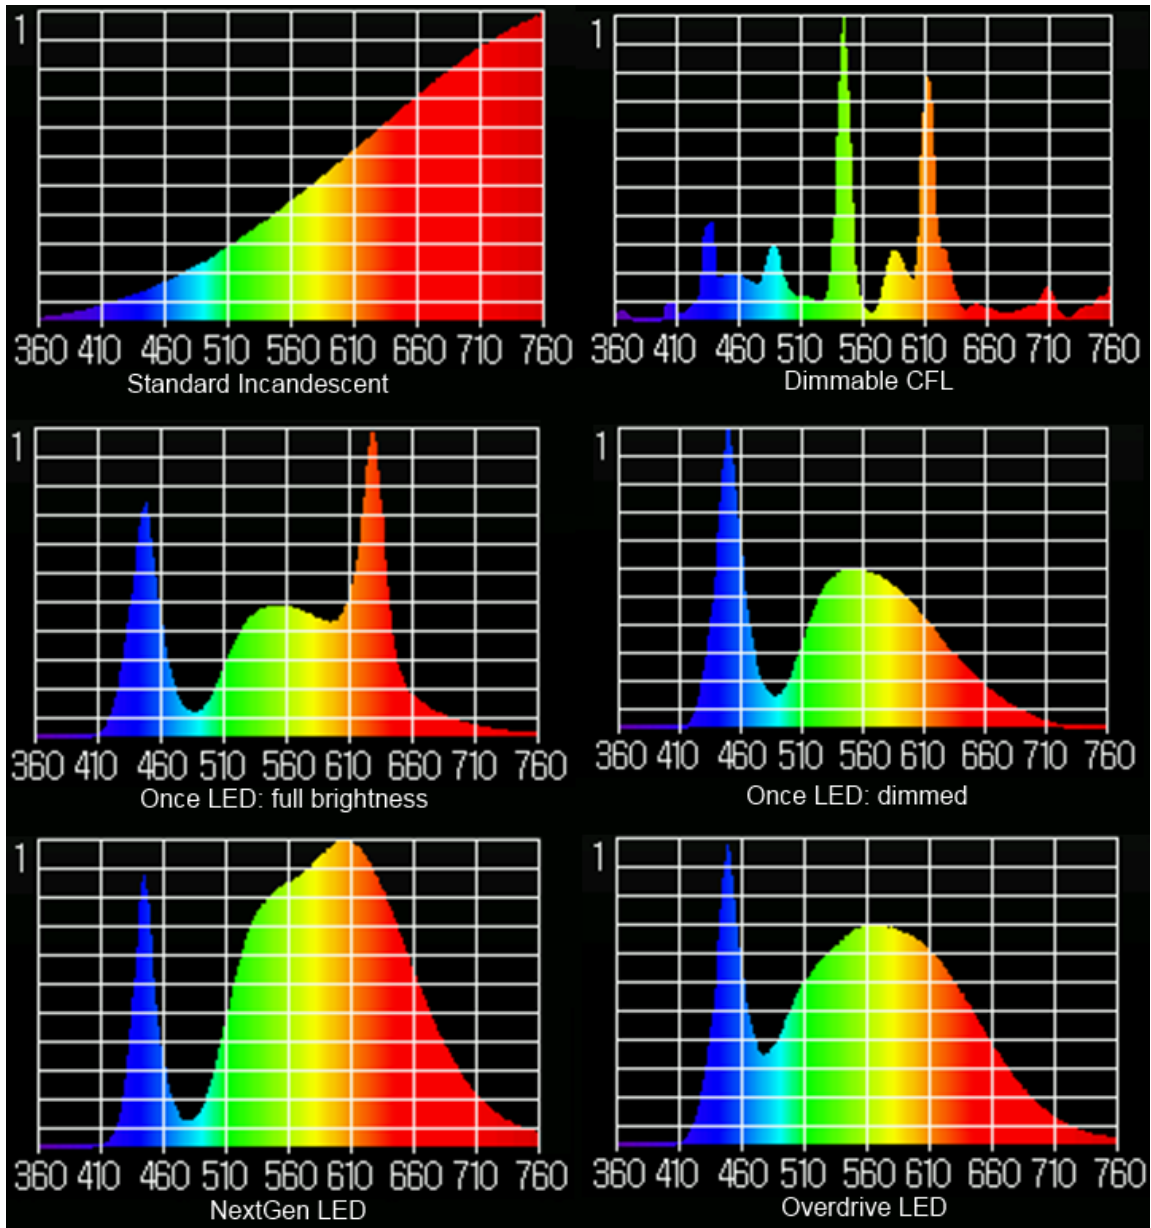 1
360 410 460 510 560 610 660 710 760
Standard Incandescent
1
360 410 460 510 560 610 660 710 760
Dimmable CFL
1
360 410 460 510 560 610 660 710 760
Once LED: full brightness
1
360 410 460 510 560 610 660 710 760
Once LED: dimmed
1
360 410 460 510 560 610 660 710 760
NextGen LED
1
360 410 460 510 560 610 660 710 760
Overdrive LED